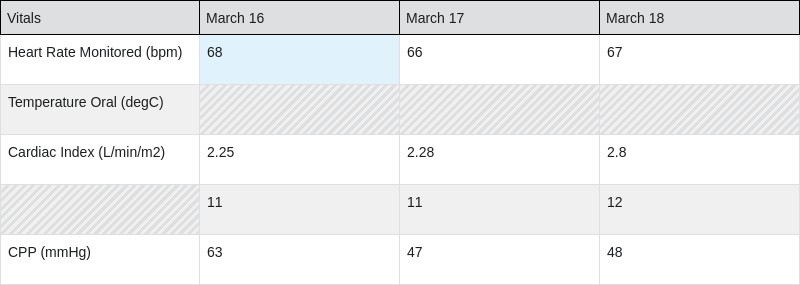 Vitals March 16 March 17 March 18
Heart Rate Monitored (bpm) 68 66 67
Temperature Oral (degC)
Cardiac Index (L/min/m2) 2.25 2.28 2.8
11 11 12
CPP (mmHg) 63 47 48